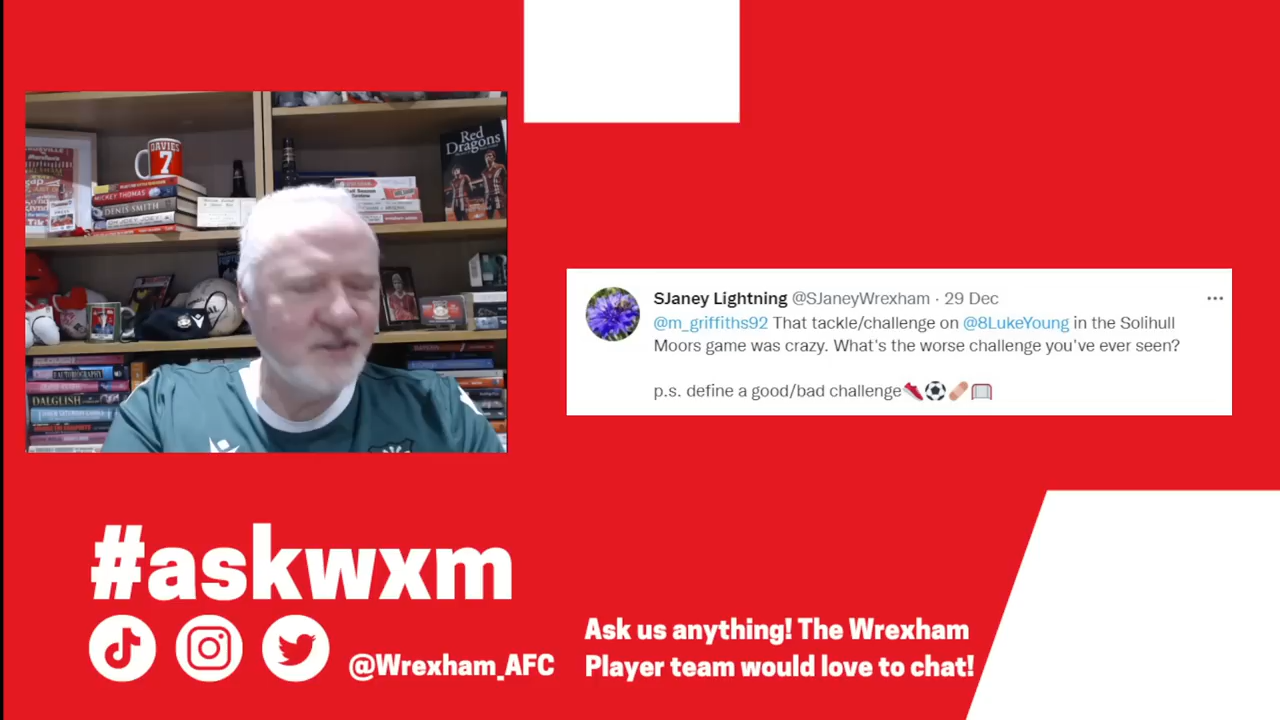 DAVIES
7
Red
Dragons
MICKEY THOMAS
DENIS SMITH
DALGLISH
SJaney Lightning @SJaneyWrexham · 29 Dec
@m_griffiths92 That tackle/challenge on @8LukeYoung in the Solihull
Moors game was crazy. What's the worse challenge you've ever seen?
p.s. define a good/bad challenge
#askwxm
@Wrexham_AFC
Ask us anything! The Wrexham
Player team would love to chat!